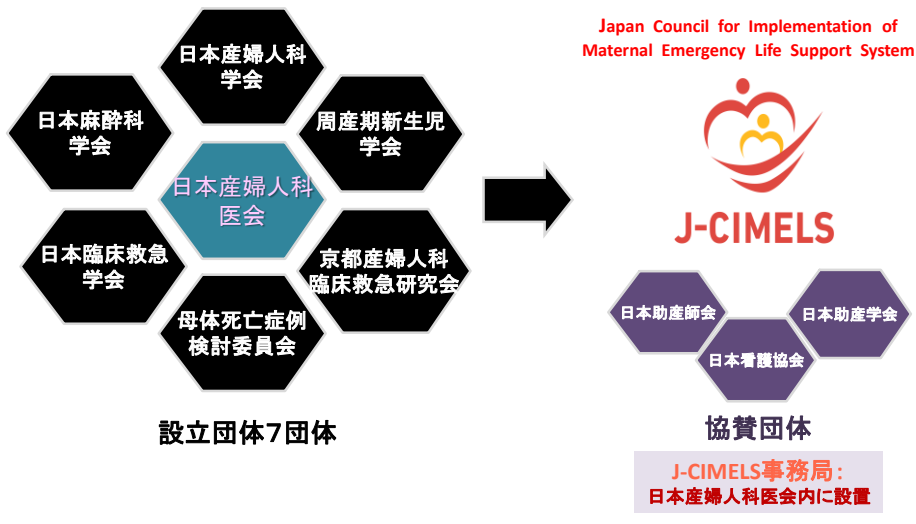 日本産婦人科
学会
日本麻酔科
学会
周産期新生児
学会
日本産婦人科
医会
日本臨床救急
学会
京都産婦人科
臨床救急研究会
母体死亡症例
検討委員会
設立団体7団体
Japan Council for Implementation of
Maternal Emergency Life Support System
J-CIMELS
日本助産師会
日本助産学会
日本看護協会
協賛団体
J-CIMELS事務局：
日本産婦人科医会内に設置